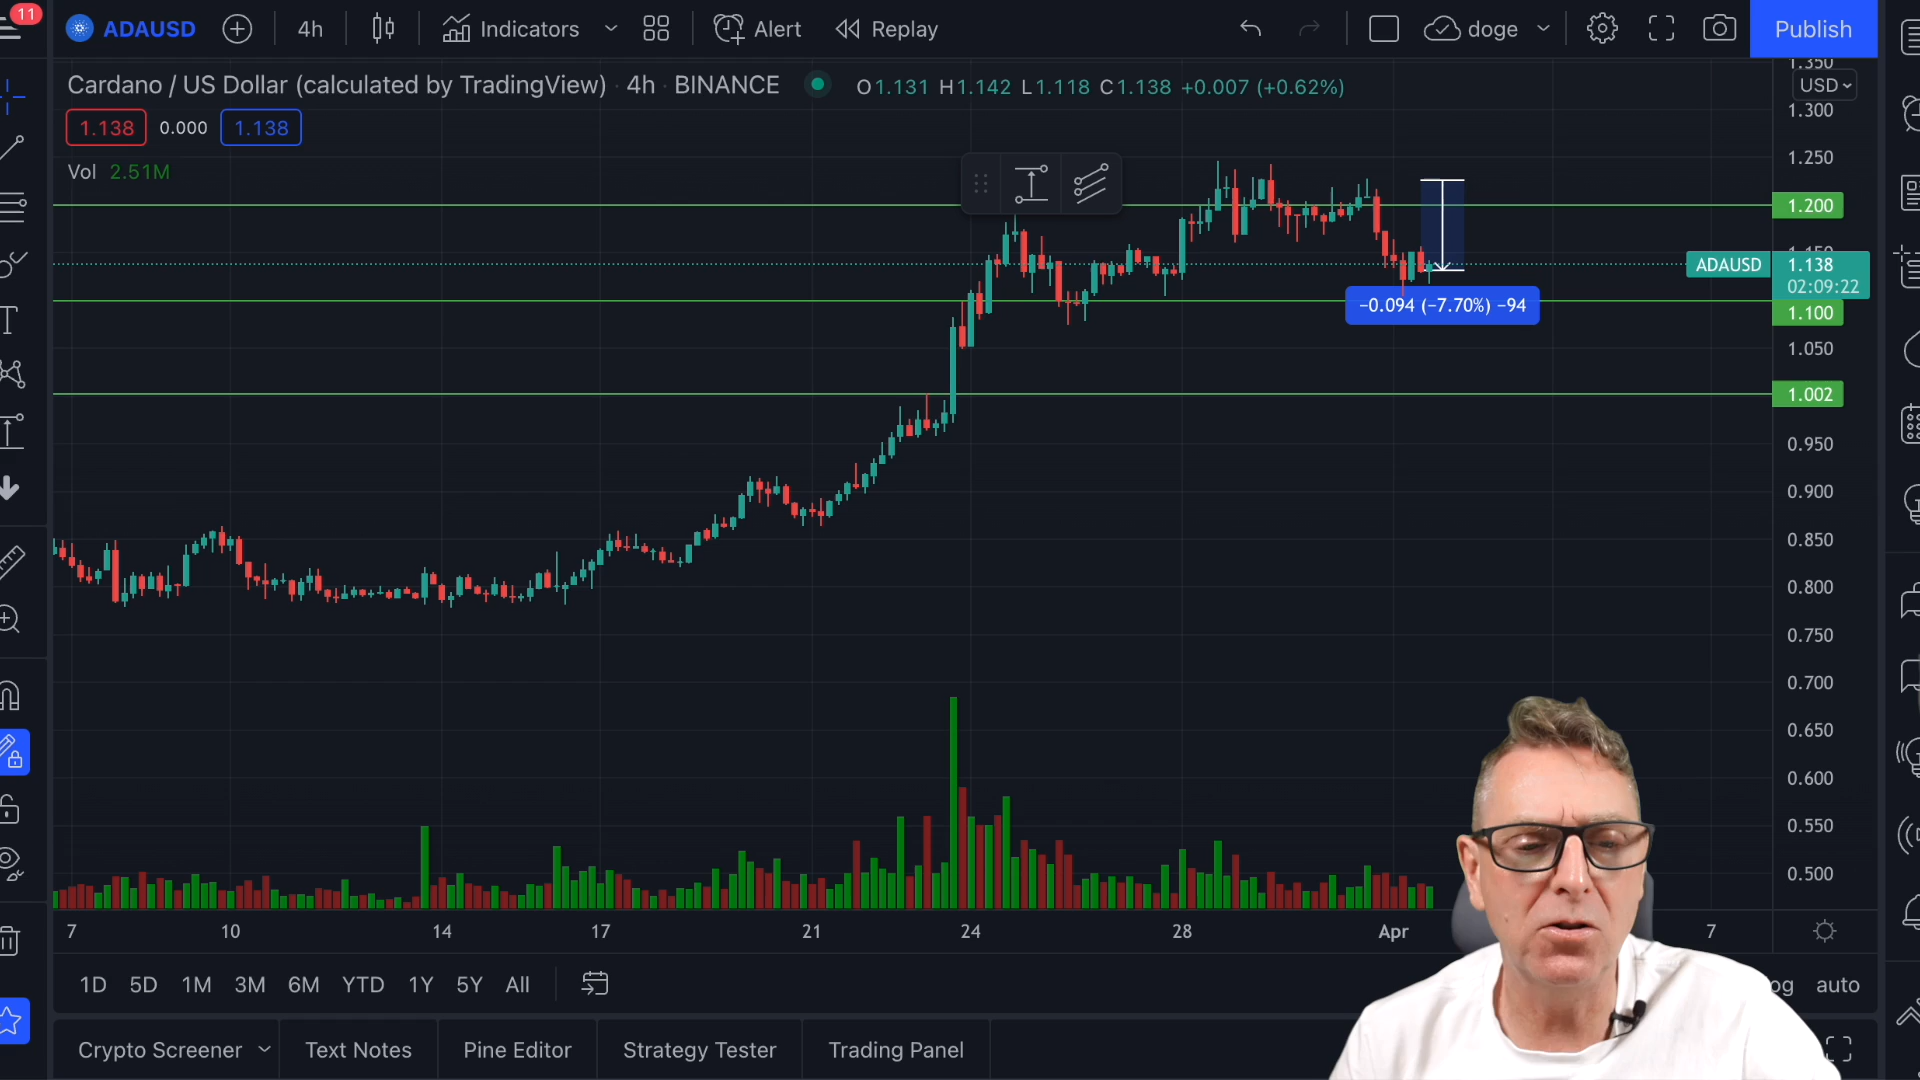 11
ADAUSD
4h
Indicators
Alert
Replay
doge
Publish
Cardano / US Dollar (calculated by TradingView) · 4h · BINANCE
O1.131 H1.142 L1.118 C1.138 +0.007 (+0.62%)
1.138
0.000
1.138
Vol 2.51M
1.350
USD
1.300
1.250
1.200
1.150
ADAUSD
1.138
02:09:22
−0.094 (−7.70%) −94
1.100
1.050
1.002
0.950
0.900
0.850
0.800
0.750
0.700
0.650
0.600
0.550
0.500
7 10 14 17 21 24 28 Apr 7
1D 5D 1M 3M 6M YTD 1Y 5Y All
auto
Crypto Screener
Text Notes
Pine Editor
Strategy Tester
Trading Panel